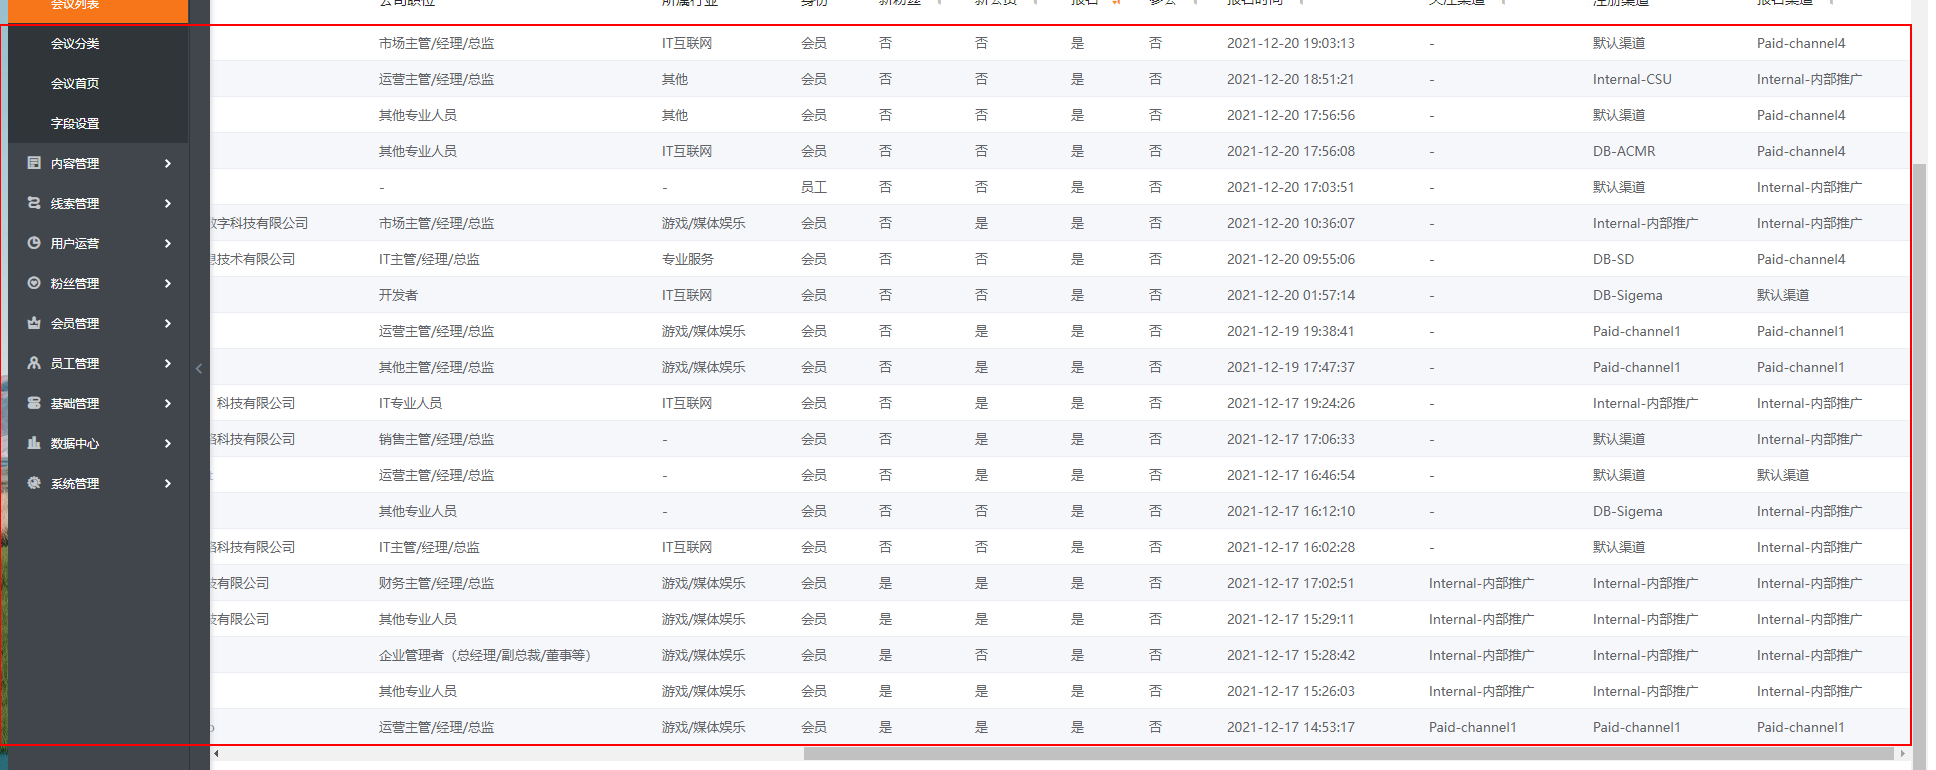 会议列表 公司职位 所属行业 身份 新粉丝 新会员 报名 参会 报名时间 关注渠道 注册渠道 报名渠道
会议分类
会议首页
字段设置
内容管理
线索管理
用户运营
粉丝管理
会员管理
员工管理
基础管理
数据中心
系统管理
市场主管/经理/总监 IT互联网 会员 否 否 是 否 2021-12-20 19:03:13 - 默认渠道 Paid-channel4
运营主管/经理/总监 其他 会员 否 否 是 否 2021-12-20 18:51:21 - Internal-CSU Internal-内部推广
其他专业人员 其他 会员 否 否 是 否 2021-12-20 17:56:56 - 默认渠道 Paid-channel4
其他专业人员 IT互联网 会员 否 否 是 否 2021-12-20 17:56:08 - DB-ACMR Paid-channel4
- - 员工 否 否 是 否 2021-12-20 17:03:51 - 默认渠道 Internal-内部推广
数字科技有限公司 市场主管/经理/总监 游戏/媒体娱乐 会员 否 是 是 否 2021-12-20 10:36:07 - Internal-内部推广 Internal-内部推广
息技术有限公司 IT主管/经理/总监 专业服务 会员 否 否 是 否 2021-12-20 09:55:06 - DB-SD Paid-channel4
开发者 IT互联网 会员 否 否 是 否 2021-12-20 01:57:14 - DB-Sigema 默认渠道
运营主管/经理/总监 游戏/媒体娱乐 会员 否 是 是 否 2021-12-19 19:38:41 - Paid-channel1 Paid-channel1
其他主管/经理/总监 游戏/媒体娱乐 会员 否 是 是 否 2021-12-19 17:47:37 - Paid-channel1 Paid-channel1
科技有限公司 IT专业人员 IT互联网 会员 否 是 是 否 2021-12-17 19:24:26 - Internal-内部推广 Internal-内部推广
科技有限公司 销售主管/经理/总监 - 会员 否 是 是 否 2021-12-17 17:06:33 - 默认渠道 Internal-内部推广
运营主管/经理/总监 - 会员 否 是 是 否 2021-12-17 16:46:54 - 默认渠道 默认渠道
其他专业人员 - 会员 否 否 是 否 2021-12-17 16:12:10 - DB-Sigema Internal-内部推广
科技有限公司 IT主管/经理/总监 IT互联网 会员 否 否 是 否 2021-12-17 16:02:28 - 默认渠道 Internal-内部推广
技有限公司 财务主管/经理/总监 游戏/媒体娱乐 会员 是 是 是 否 2021-12-17 17:02:51 Internal-内部推广 Internal-内部推广 Internal-内部推广
技有限公司 其他专业人员 游戏/媒体娱乐 会员 是 是 是 否 2021-12-17 15:29:11 Internal-内部推广 Internal-内部推广 Internal-内部推广
企业管理者（总经理/副总裁/董事等） 游戏/媒体娱乐 会员 是 否 是 否 2021-12-17 15:28:42 Internal-内部推广 Internal-内部推广 Internal-内部推广
其他专业人员 游戏/媒体娱乐 会员 是 是 是 否 2021-12-17 15:26:03 Internal-内部推广 Internal-内部推广 Internal-内部推广
运营主管/经理/总监 游戏/媒体娱乐 会员 是 是 是 否 2021-12-17 14:53:17 Paid-channel1 Paid-channel1 Paid-channel1